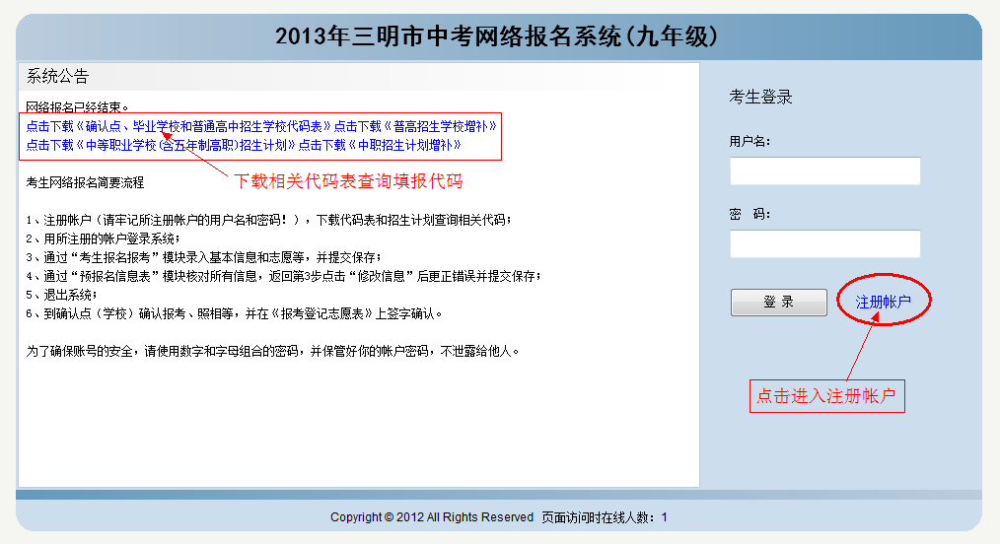 2013年三明市中考网络报名系统(九年级)
系统公告
网络报名已经结束。
点击下载《确认点、毕业学校和普通高中招生学校代码表》点击下载《普高招生学校增补》
点击下载《中等职业学校(含五年制高职)招生计划》点击下载《中职招生计划增补》
下载相关代码表查询填报代码
考生网络报名简要流程
1、注册帐户（请牢记所注册帐户的用户名和密码！），下载代码表和招生计划查询相关代码；
2、用所注册的帐户登录系统；
3、通过“考生报名报考”模块录入基本信息和志愿等，并提交保存；
4、通过“预报名信息表”模块核对所有信息，返回第3步点击“修改信息”后更正错误并提交保存；
5、退出系统；
6、到确认点（学校）确认报考、照相等，并在《报考登记志愿表》上签字确认。
为了确保账号的安全，请使用数字和字母组合的密码，并保管好你的帐户密码，不泄露给他人。
考生登录
用户名：
密　码：
登 录
注册帐户
点击进入注册帐户
Copyright © 2012 All Rights Reserved 页面访问时在线人数：1